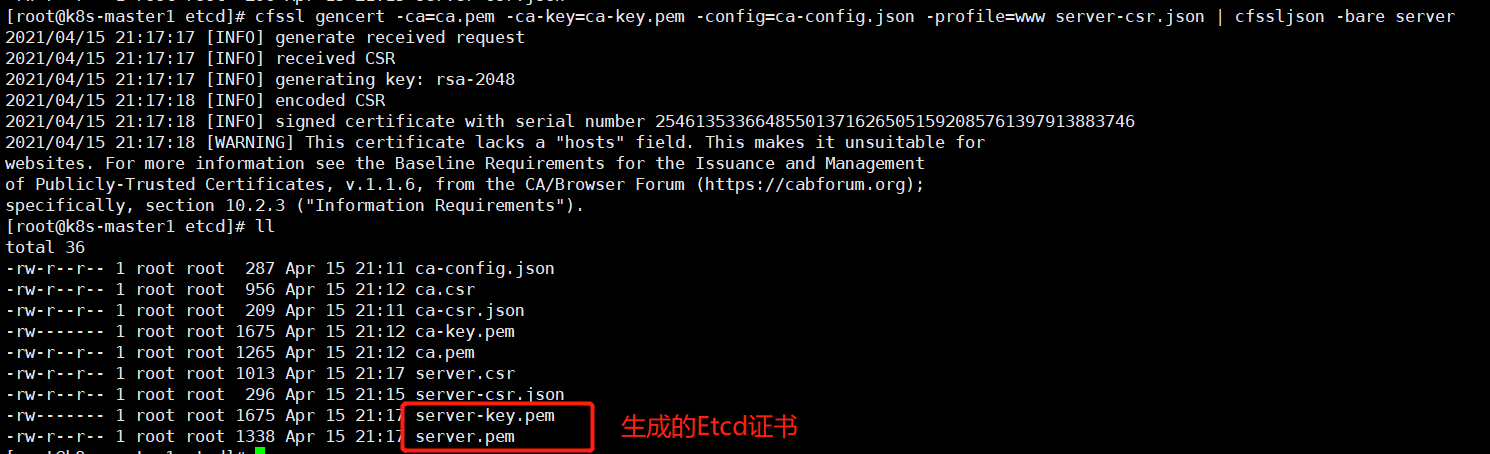 [root@k8s-master1 etcd]# cfssl gencert -ca=ca.pem -ca-key=ca-key.pem -config=ca-config.json -profile=www server-csr.json | cfssljson -bare server
2021/04/15 21:17:17 [INFO] generate received request
2021/04/15 21:17:17 [INFO] received CSR
2021/04/15 21:17:17 [INFO] generating key: rsa-2048
2021/04/15 21:17:18 [INFO] encoded CSR
2021/04/15 21:17:18 [INFO] signed certificate with serial number 254613533664855013716265051592085761397913883746
2021/04/15 21:17:18 [WARNING] This certificate lacks a "hosts" field. This makes it unsuitable for
websites. For more information see the Baseline Requirements for the Issuance and Management
of Publicly-Trusted Certificates, v.1.1.6, from the CA/Browser Forum (https://cabforum.org);
specifically, section 10.2.3 ("Information Requirements").
[root@k8s-master1 etcd]# ll
total 36
-rw-r--r-- 1 root root  287 Apr 15 21:11 ca-config.json
-rw-r--r-- 1 root root  956 Apr 15 21:12 ca.csr
-rw-r--r-- 1 root root  209 Apr 15 21:11 ca-csr.json
-rw------- 1 root root 1675 Apr 15 21:12 ca-key.pem
-rw-r--r-- 1 root root 1265 Apr 15 21:12 ca.pem
-rw-r--r-- 1 root root 1013 Apr 15 21:17 server.csr
-rw-r--r-- 1 root root  296 Apr 15 21:15 server-csr.json
-rw------- 1 root root 1675 Apr 15 21:17 server-key.pem
-rw-r--r-- 1 root root 1338 Apr 15 21:17 server.pem
生成的Etcd证书